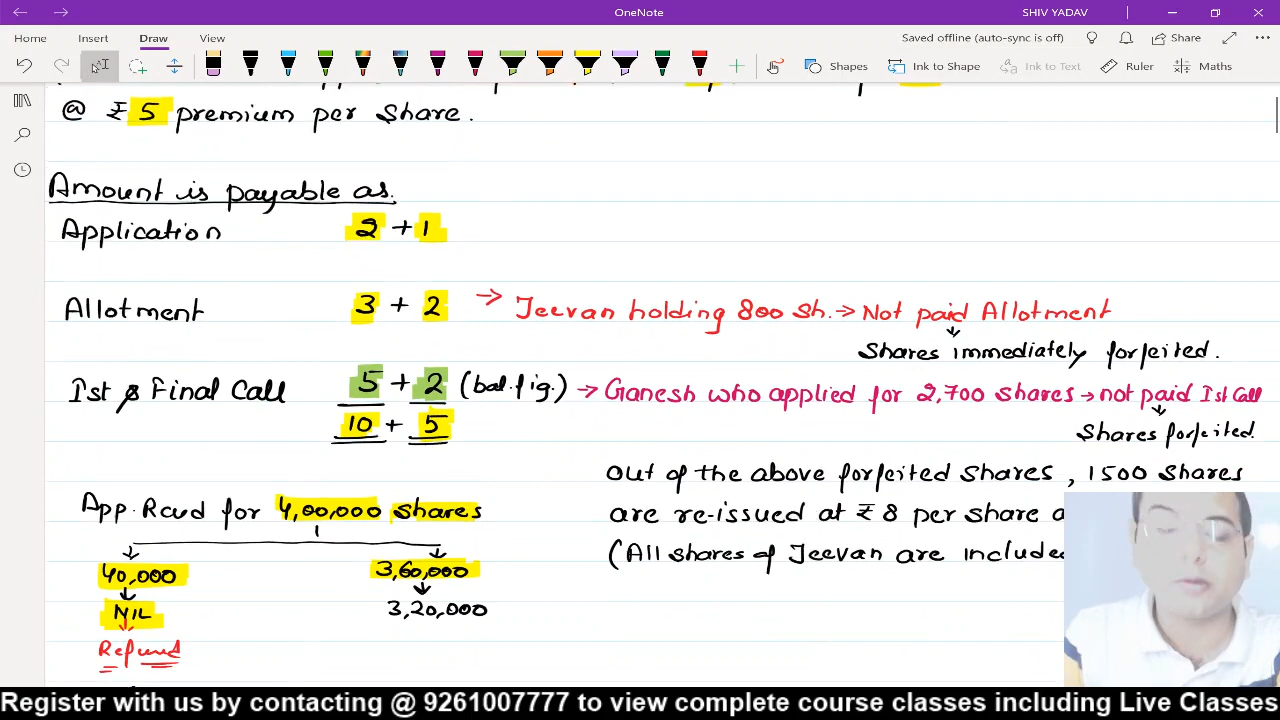 OneNote
SHIV YADAV
Home Insert Draw View
Saved offline (auto-sync is off)
Share
Shapes
Ink to Shape
Ink to Text
Ruler
Maths
@ ₹ 5 premium per share.
Amount is payable as.
Application 2 + 1
Allotment 3 + 2 → Jeevan holding 800 sh. → Not paid Allotment
Shares immediately forfeited.
Ist & Final Call 5 + 2 (bal. fig.) → Ganesh who applied for 2,700 shares → not paid Ist Call
10 + 5
Shares forfeited.
out of the above forfeited shares, 1500 shares
are re-issued at ₹ 8 per share
(All shares of Jeevan are
App. Rcvd for 4,00,000 shares
40,000 3,60,000
NIL 3,20,000
Refund
Register with us by contacting @ 9261007777 to view complete course classes including Live Classes